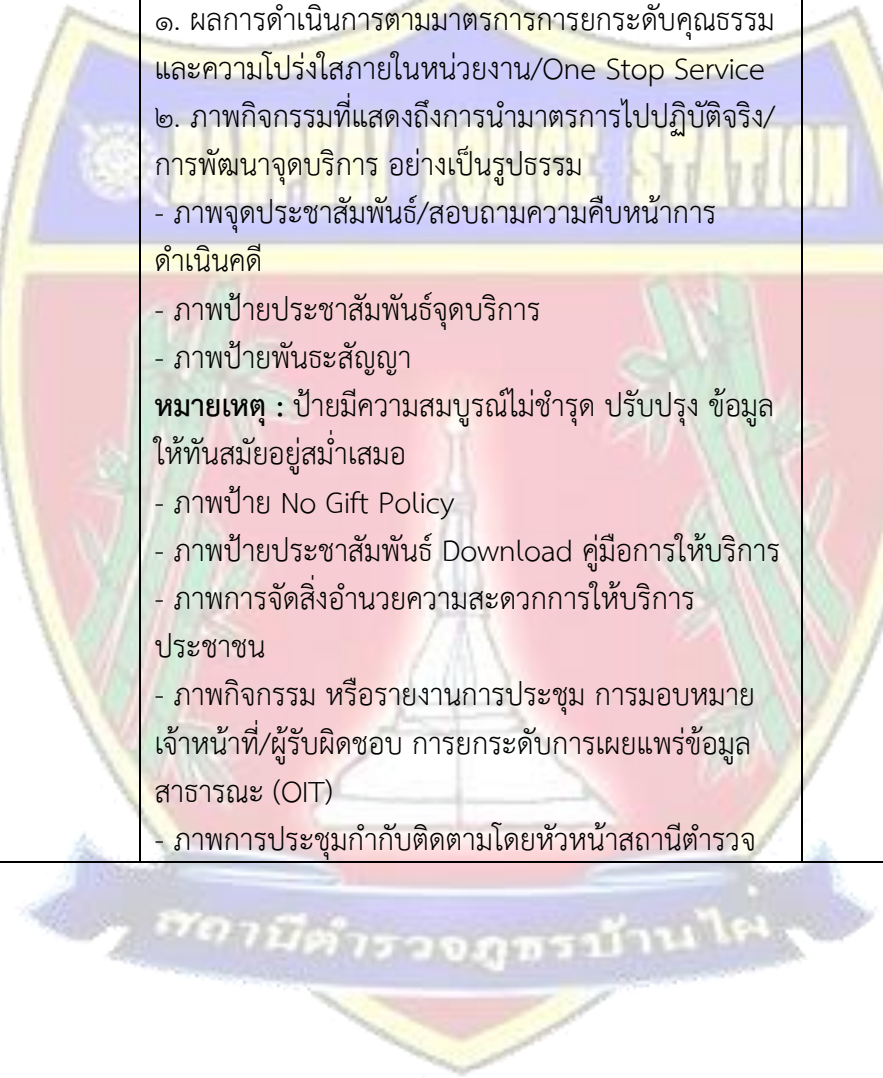 ๑. ผลการดำเนินการตามมาตรการการยกระดับคุณธรรม
และความโปร่งใสภายในหน่วยงาน/One Stop Service
๒. ภาพกิจกรรมที่แสดงถึงการนำมาตรการไปปฏิบัติจริง/
การพัฒนาจุดบริการ อย่างเป็นรูปธรรม
- ภาพจุดประชาสัมพันธ์/สอบถามความคืบหน้าการ
ดำเนินคดี
- ภาพป้ายประชาสัมพันธ์จุดบริการ
- ภาพป้ายพันธะสัญญา
หมายเหตุ : ป้ายมีความสมบูรณ์ไม่ชำรุด ปรับปรุง ข้อมูล
ให้ทันสมัยอยู่สม่ำเสมอ
- ภาพป้าย No Gift Policy
- ภาพป้ายประชาสัมพันธ์ Download คู่มือการให้บริการ
- ภาพการจัดสิ่งอำนวยความสะดวกการให้บริการ
ประชาชน
- ภาพกิจกรรม หรือรายงานการประชุม การมอบหมาย
เจ้าหน้าที่/ผู้รับผิดชอบ การยกระดับการเผยแพร่ข้อมูล
สาธารณะ (OIT)
- ภาพการประชุมกำกับติดตามโดยหัวหน้าสถานีตำรวจ
POLICE STATION
สถานีตำรวจภูธรบ้านไผ่